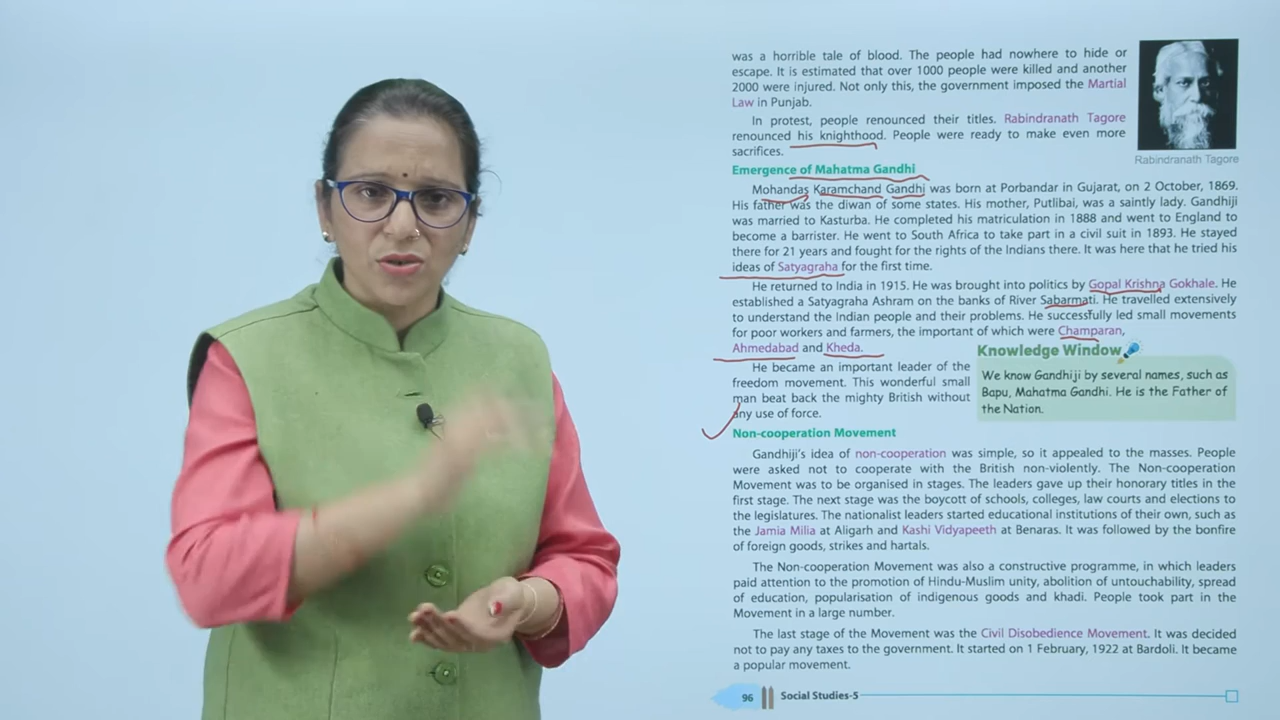 was a horrible tale of blood. The people had nowhere to hide or
escape. It is estimated that over 1000 people were killed and another
2000 were injured. Not only this, the government imposed the Martial
Law in Punjab.
In protest, people renounced their titles. Rabindranath Tagore
renounced his knighthood. People were ready to make even more
sacrifices.
Rabindranath Tagore
Emergence of Mahatma Gandhi
Mohandas Karamchand Gandhi was born at Porbandar in Gujarat, on 2 October, 1869.
His father was the diwan of some states. His mother, Putlibai, was a saintly lady. Gandhiji
was married to Kasturba. He completed his matriculation in 1888 and went to England to
become a barrister. He went to South Africa to take part in a civil suit in 1893. He stayed
there for 21 years and fought for the rights of the Indians there. It was here that he tried his
ideas of Satyagraha for the first time.
He returned to India in 1915. He was brought into politics by Gopal Krishna Gokhale. He
established a Satyagraha Ashram on the banks of River Sabarmati. He travelled extensively
to understand the Indian people and their problems. He successfully led small movements
for poor workers and farmers, the important of which were Champaran,
Ahmedabad and Kheda.
He became an important leader of the
freedom movement. This wonderful small
man beat back the mighty British without
any use of force.
Knowledge Window
We know Gandhiji by several names, such as
Bapu, Mahatma Gandhi. He is the Father of
the Nation.
Non-cooperation Movement
Gandhiji's idea of non-cooperation was simple, so it appealed to the masses. People
were asked not to cooperate with the British non-violently. The Non-cooperation
Movement was to be organised in stages. The leaders gave up their honorary titles in the
first stage. The next stage was the boycott of schools, colleges, law courts and elections to
the legislatures. The nationalist leaders started educational institutions of their own, such as
the Jamia Milia at Aligarh and Kashi Vidyapeeth at Benaras. It was followed by the bonfire
of foreign goods, strikes and hartals.
The Non-cooperation Movement was also a constructive programme, in which leaders
paid attention to the promotion of Hindu-Muslim unity, abolition of untouchability, spread
of education, popularisation of indigenous goods and khadi. People took part in the
Movement in a large number.
The last stage of the Movement was the Civil Disobedience Movement. It was decided
not to pay any taxes to the government. It started on 1 February, 1922 at Bardoli. It became
a popular movement.
96 Social Studies-5